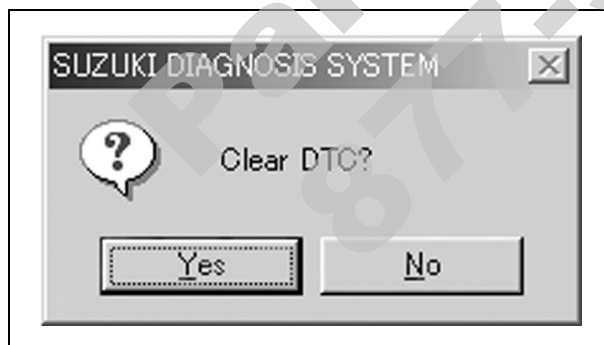 SUZUKI DIAGNOSIS SYSTEM
?
Clear DTC?
Yes
No